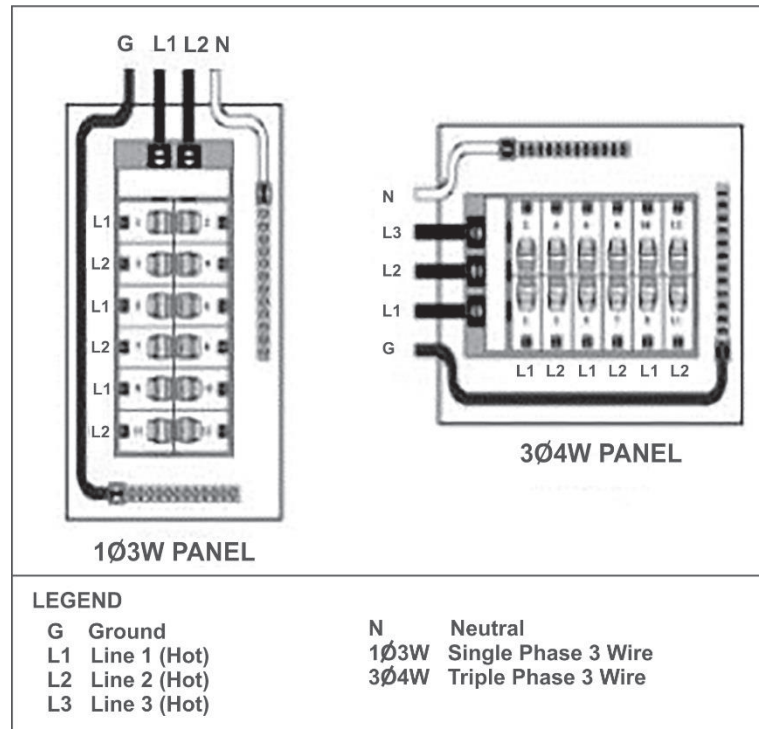 G L1 L2 N
L1
L2
L1
L2
L1
L2
1Ø3W PANEL
N
L3
L2
L1
G
L1 L2 L1 L2 L1 L2
3Ø4W PANEL
LEGEND
G Ground
L1 Line 1 (Hot)
L2 Line 2 (Hot)
L3 Line 3 (Hot)
N Neutral
1Ø3W Single Phase 3 Wire
3Ø4W Triple Phase 3 Wire